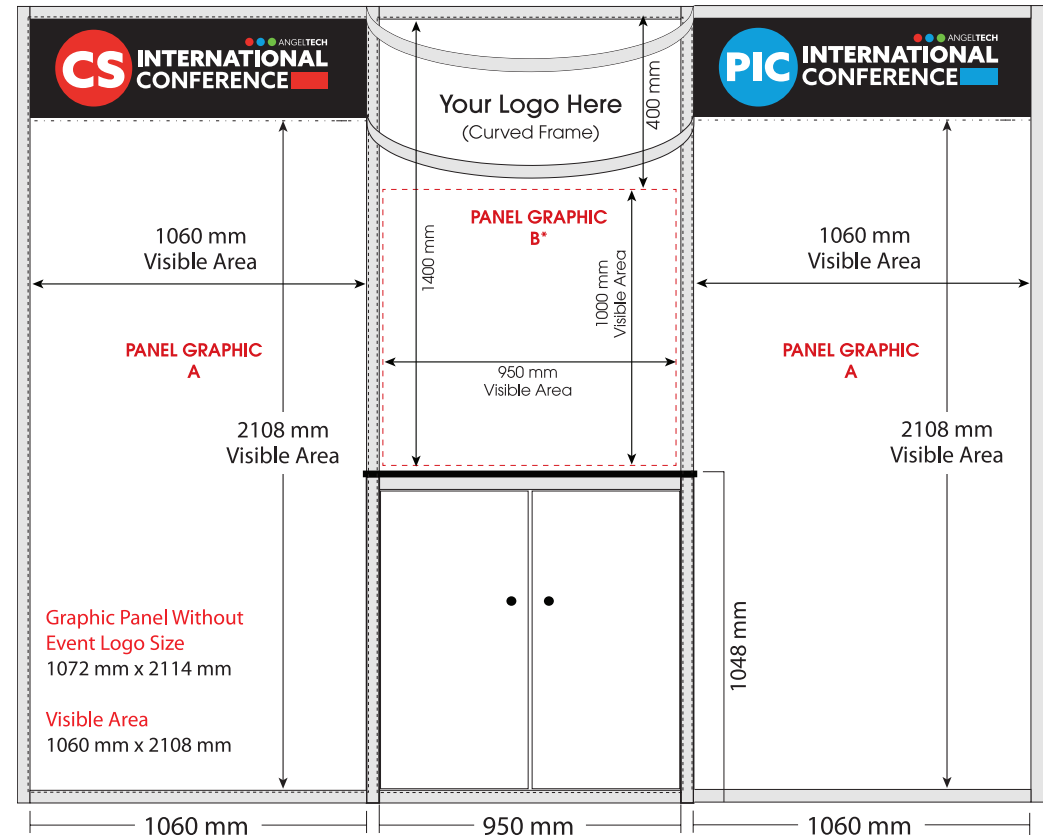 CS
ANGELTECH
INTERNATIONAL
CONFERENCE
PIC
ANGELTECH
INTERNATIONAL
CONFERENCE
Your Logo Here
(Curved Frame)
400 mm
1400 mm
PANEL GRAPHIC
B*
1000 mm
Visible Area
950 mm
Visible Area
1060 mm
Visible Area
PANEL GRAPHIC
A
2108 mm
Visible Area
1060 mm
Visible Area
PANEL GRAPHIC
A
2108 mm
Visible Area
Graphic Panel Without
Event Logo Size
1072 mm x 2114 mm
Visible Area
1060 mm x 2108 mm
1048 mm
1060 mm
950 mm
1060 mm